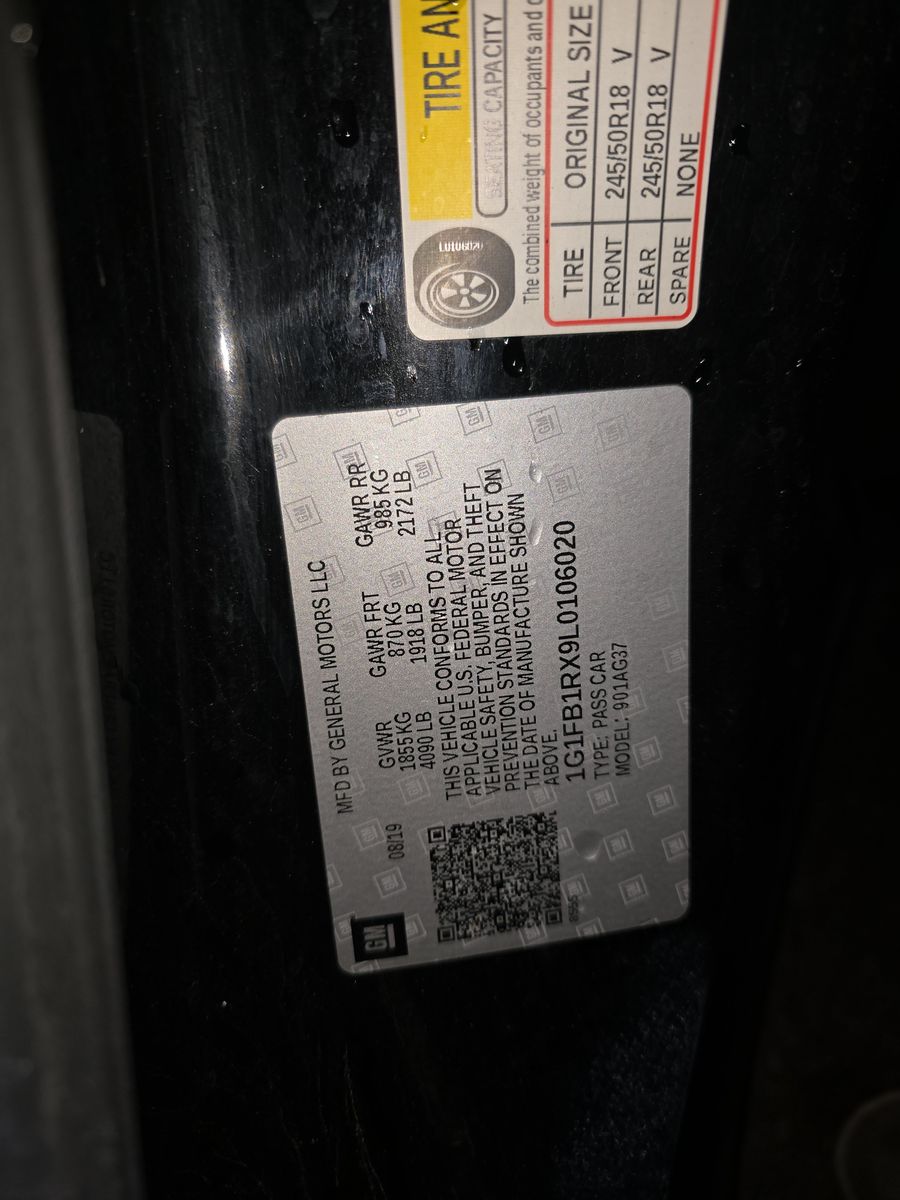 TIRE AN
SEATING CAPACITY
The combined weight of occupants and c
TIRE ORIGINAL SIZE
FRONT 245/50R18 V
REAR 245/50R18 V
SPARE NONE
L0106020
MFD BY GENERAL MOTORS LLC
GM
08/19
GVWR GAWR FRT GAWR RR
1855KG 870 KG 985 KG
4090 LB 1918 LB 2172 LB
THIS VEHICLE CONFORMS TO ALL
APPLICABLE U.S. FEDERAL MOTOR
VEHICLE SAFETY, BUMPER, AND THEFT
PREVENTION STANDARDS IN EFFECT ON
THE DATE OF MANUFACTURE SHOWN
ABOVE.
1G1FB1RX9L0106020
TYPE: PASS CAR
MODEL: 901AG37